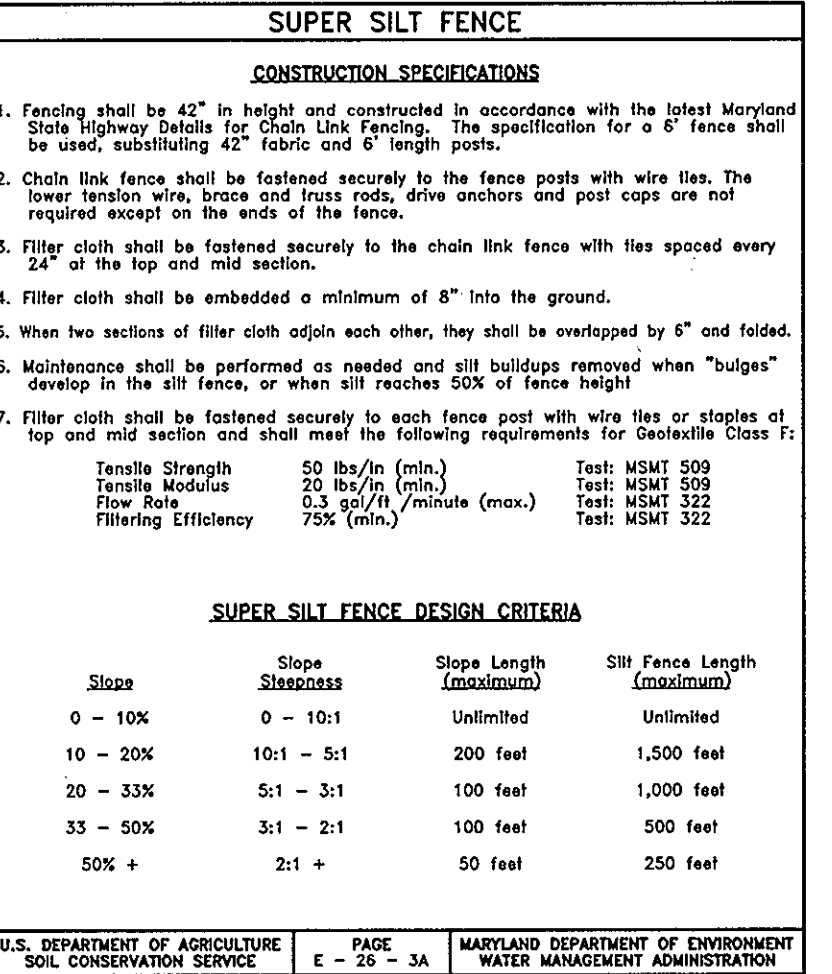 SUPER SILT FENCE
CONSTRUCTION SPECIFICATIONS
1. Fencing shall be 42" in height and constructed in accordance with the latest Maryland
State Highway Details for Chain Link Fencing. The specification for a 6' fence shall
be used, substituting 42" fabric and 6' length posts.
2. Chain link fence shall be fastened securely to the fence posts with wire ties. The
lower tension wire, brace and truss rods, drive anchors and post caps are not
required except on the ends of the fence.
3. Filter cloth shall be fastened securely to the chain link fence with ties spaced every
24" at the top and mid section.
4. Filter cloth shall be embedded a minimum of 8" into the ground.
5. When two sections of filter cloth adjoin each other, they shall be overlapped by 6" and folded.
6. Maintenance shall be performed as needed and silt buildups removed when "bulges"
develop in the silt fence, or when silt reaches 50% of fence height
7. Filter cloth shall be fastened securely to each fence post with wire ties or staples at
top and mid section and shall meet the following requirements for Geotextile Class F:
Tensile Strength 50 lbs/in (min.) Test: MSMT 509
Tensile Modulus 20 lbs/in (min.) Test: MSMT 509
Flow Rate 0.3 gal/ft /minute (max.) Test: MSMT 322
Filtering Efficiency 75% (min.) Test: MSMT 322
SUPER SILT FENCE DESIGN CRITERIA
Slope Slope Length Silt Fence Length
Slope Steepness (maximum) (maximum)
0 - 10% 0 - 10:1 Unlimited Unlimited
10 - 20% 10:1 - 5:1 200 feet 1,500 feet
20 - 33% 5:1 - 3:1 100 feet 1,000 feet
33 - 50% 3:1 - 2:1 100 feet 500 feet
50% + 2:1 + 50 feet 250 feet
U.S. DEPARTMENT OF AGRICULTURE PAGE MARYLAND DEPARTMENT OF ENVIRONMENT
SOIL CONSERVATION SERVICE E - 26 - 3A WATER MANAGEMENT ADMINISTRATION